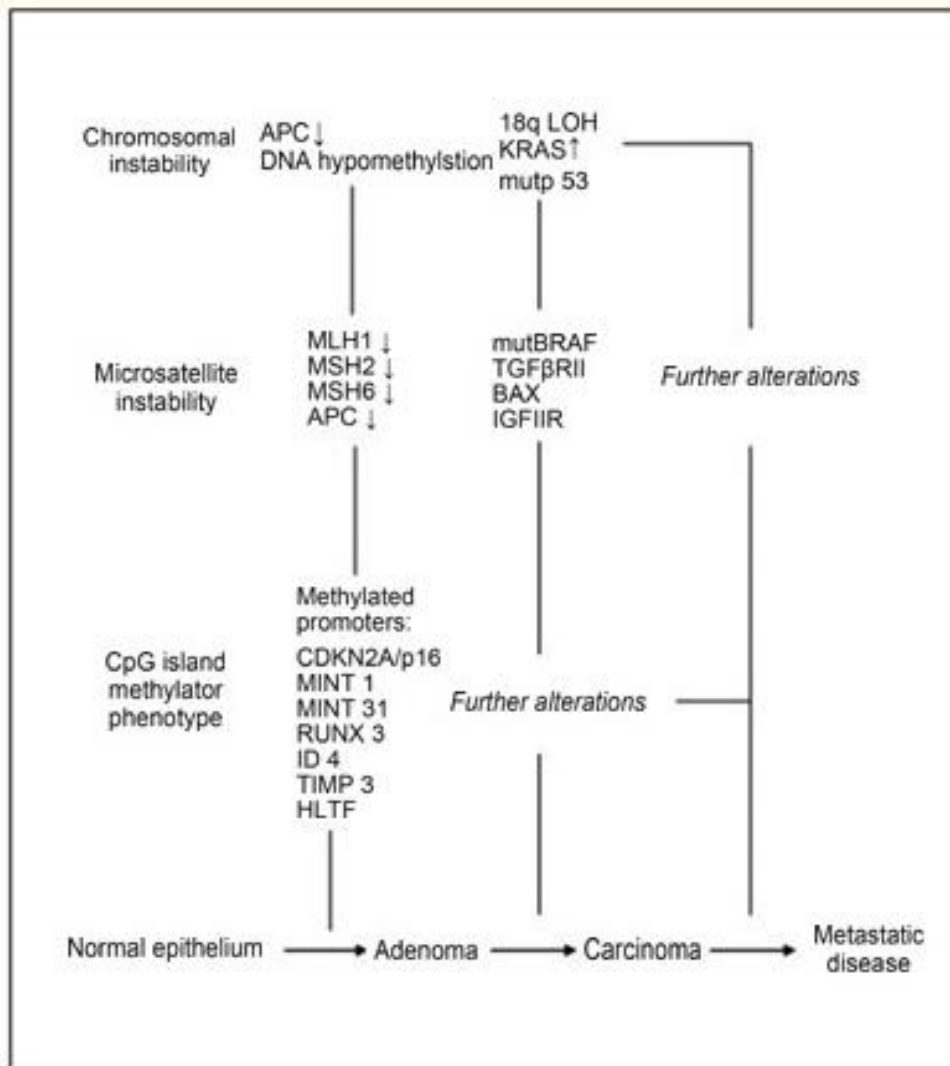 Chromosomal
instability
APC↓
DNA hypomethylstion
18q LOH
KRAS↑
mutp 53
Microsatellite
instability
MLH1↓
MSH2↓
MSH6↓
APC↓
mutBRAF
TGFβRII
BAX
IGFIIR
Further alterations
CpG island
methylator
phenotype
Methylated
promoters:
CDKN2A/p16
MINT 1
MINT 31
RUNX 3
ID 4
TIMP 3
HLTF
Further alterations
Normal epithelium
Adenoma
Carcinoma
Metastatic
disease